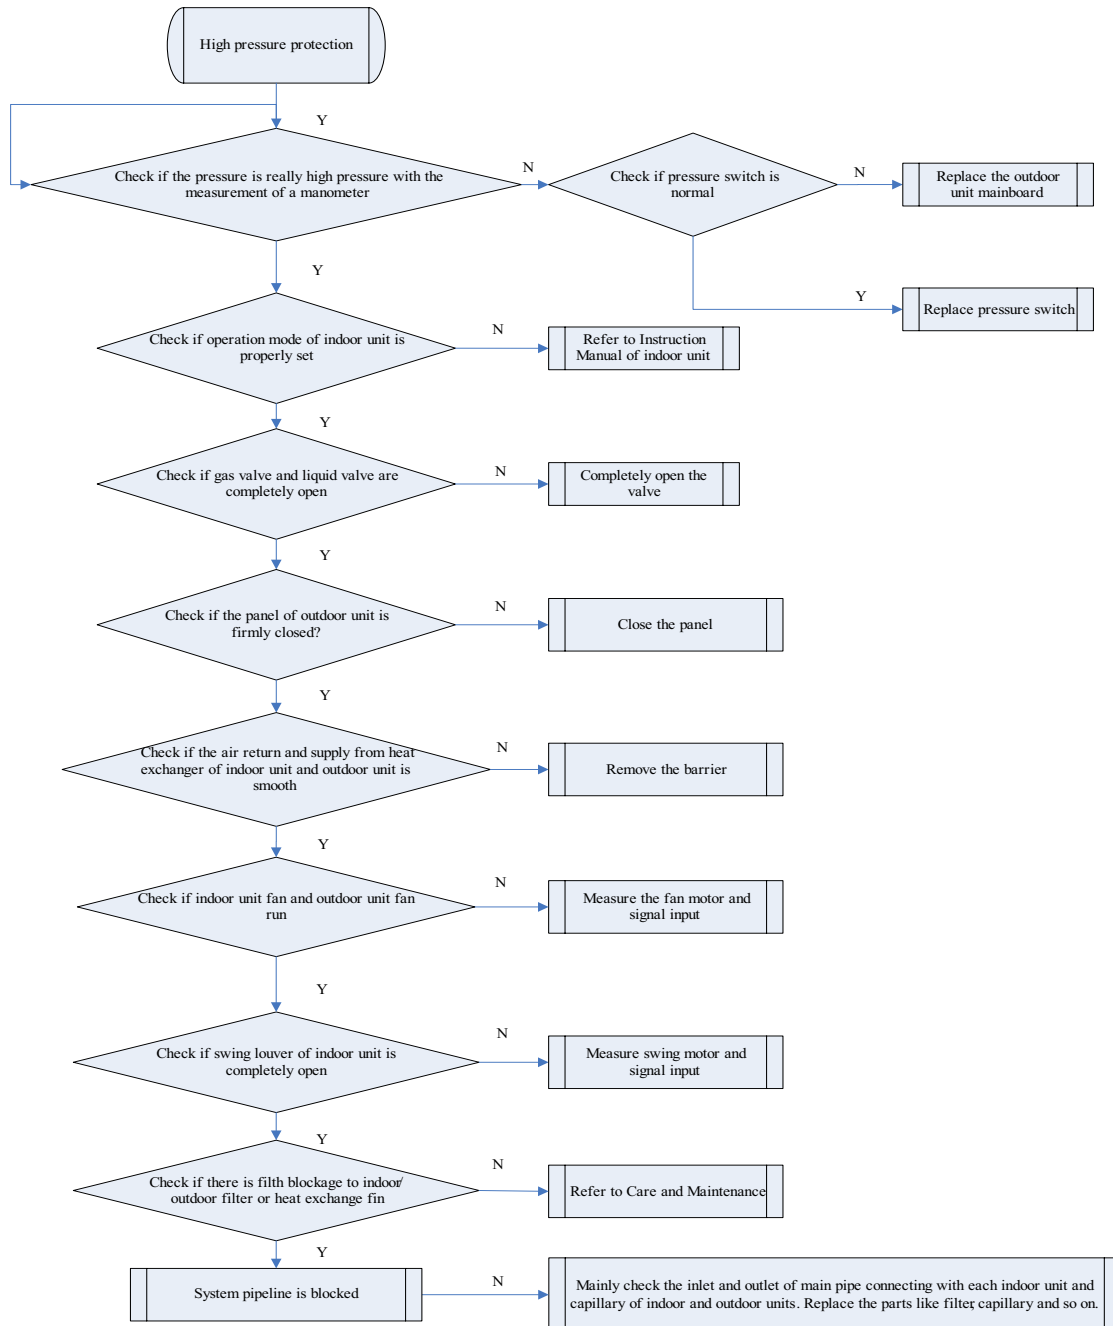 High pressure protection
Y
Check if the pressure is really high pressure with the
measurement of a manometer
N
Check if pressure switch is
normal
N
Replace the outdoor
unit mainboard
Y
Replace pressure switch
Y
Check if operation mode of indoor unit is
properly set
N
Refer to Instruction
Manual of indoor unit
Y
Check if gas valve and liquid valve are
completely open
N
Completely open the
valve
Y
Check if the panel of outdoor unit is
firmly closed?
N
Close the panel
Y
Check if the air return and supply from heat
exchanger of indoor unit and outdoor unit is
smooth
N
Remove the barrier
Y
Check if indoor unit fan and outdoor unit fan
run
N
Measure the fan motor and
signal input
Y
Check if swing louver of indoor unit is
completely open
N
Measure swing motor and
signal input
Y
Check if there is filth blockage to indoor/
outdoor filter or heat exchange fin
N
Refer to Care and Maintenance
Y
System pipeline is blocked
N
Mainly check the inlet and outlet of main pipe connecting with each indoor unit and
capillary of indoor and outdoor units. Replace the parts like filter, capillary and so on.